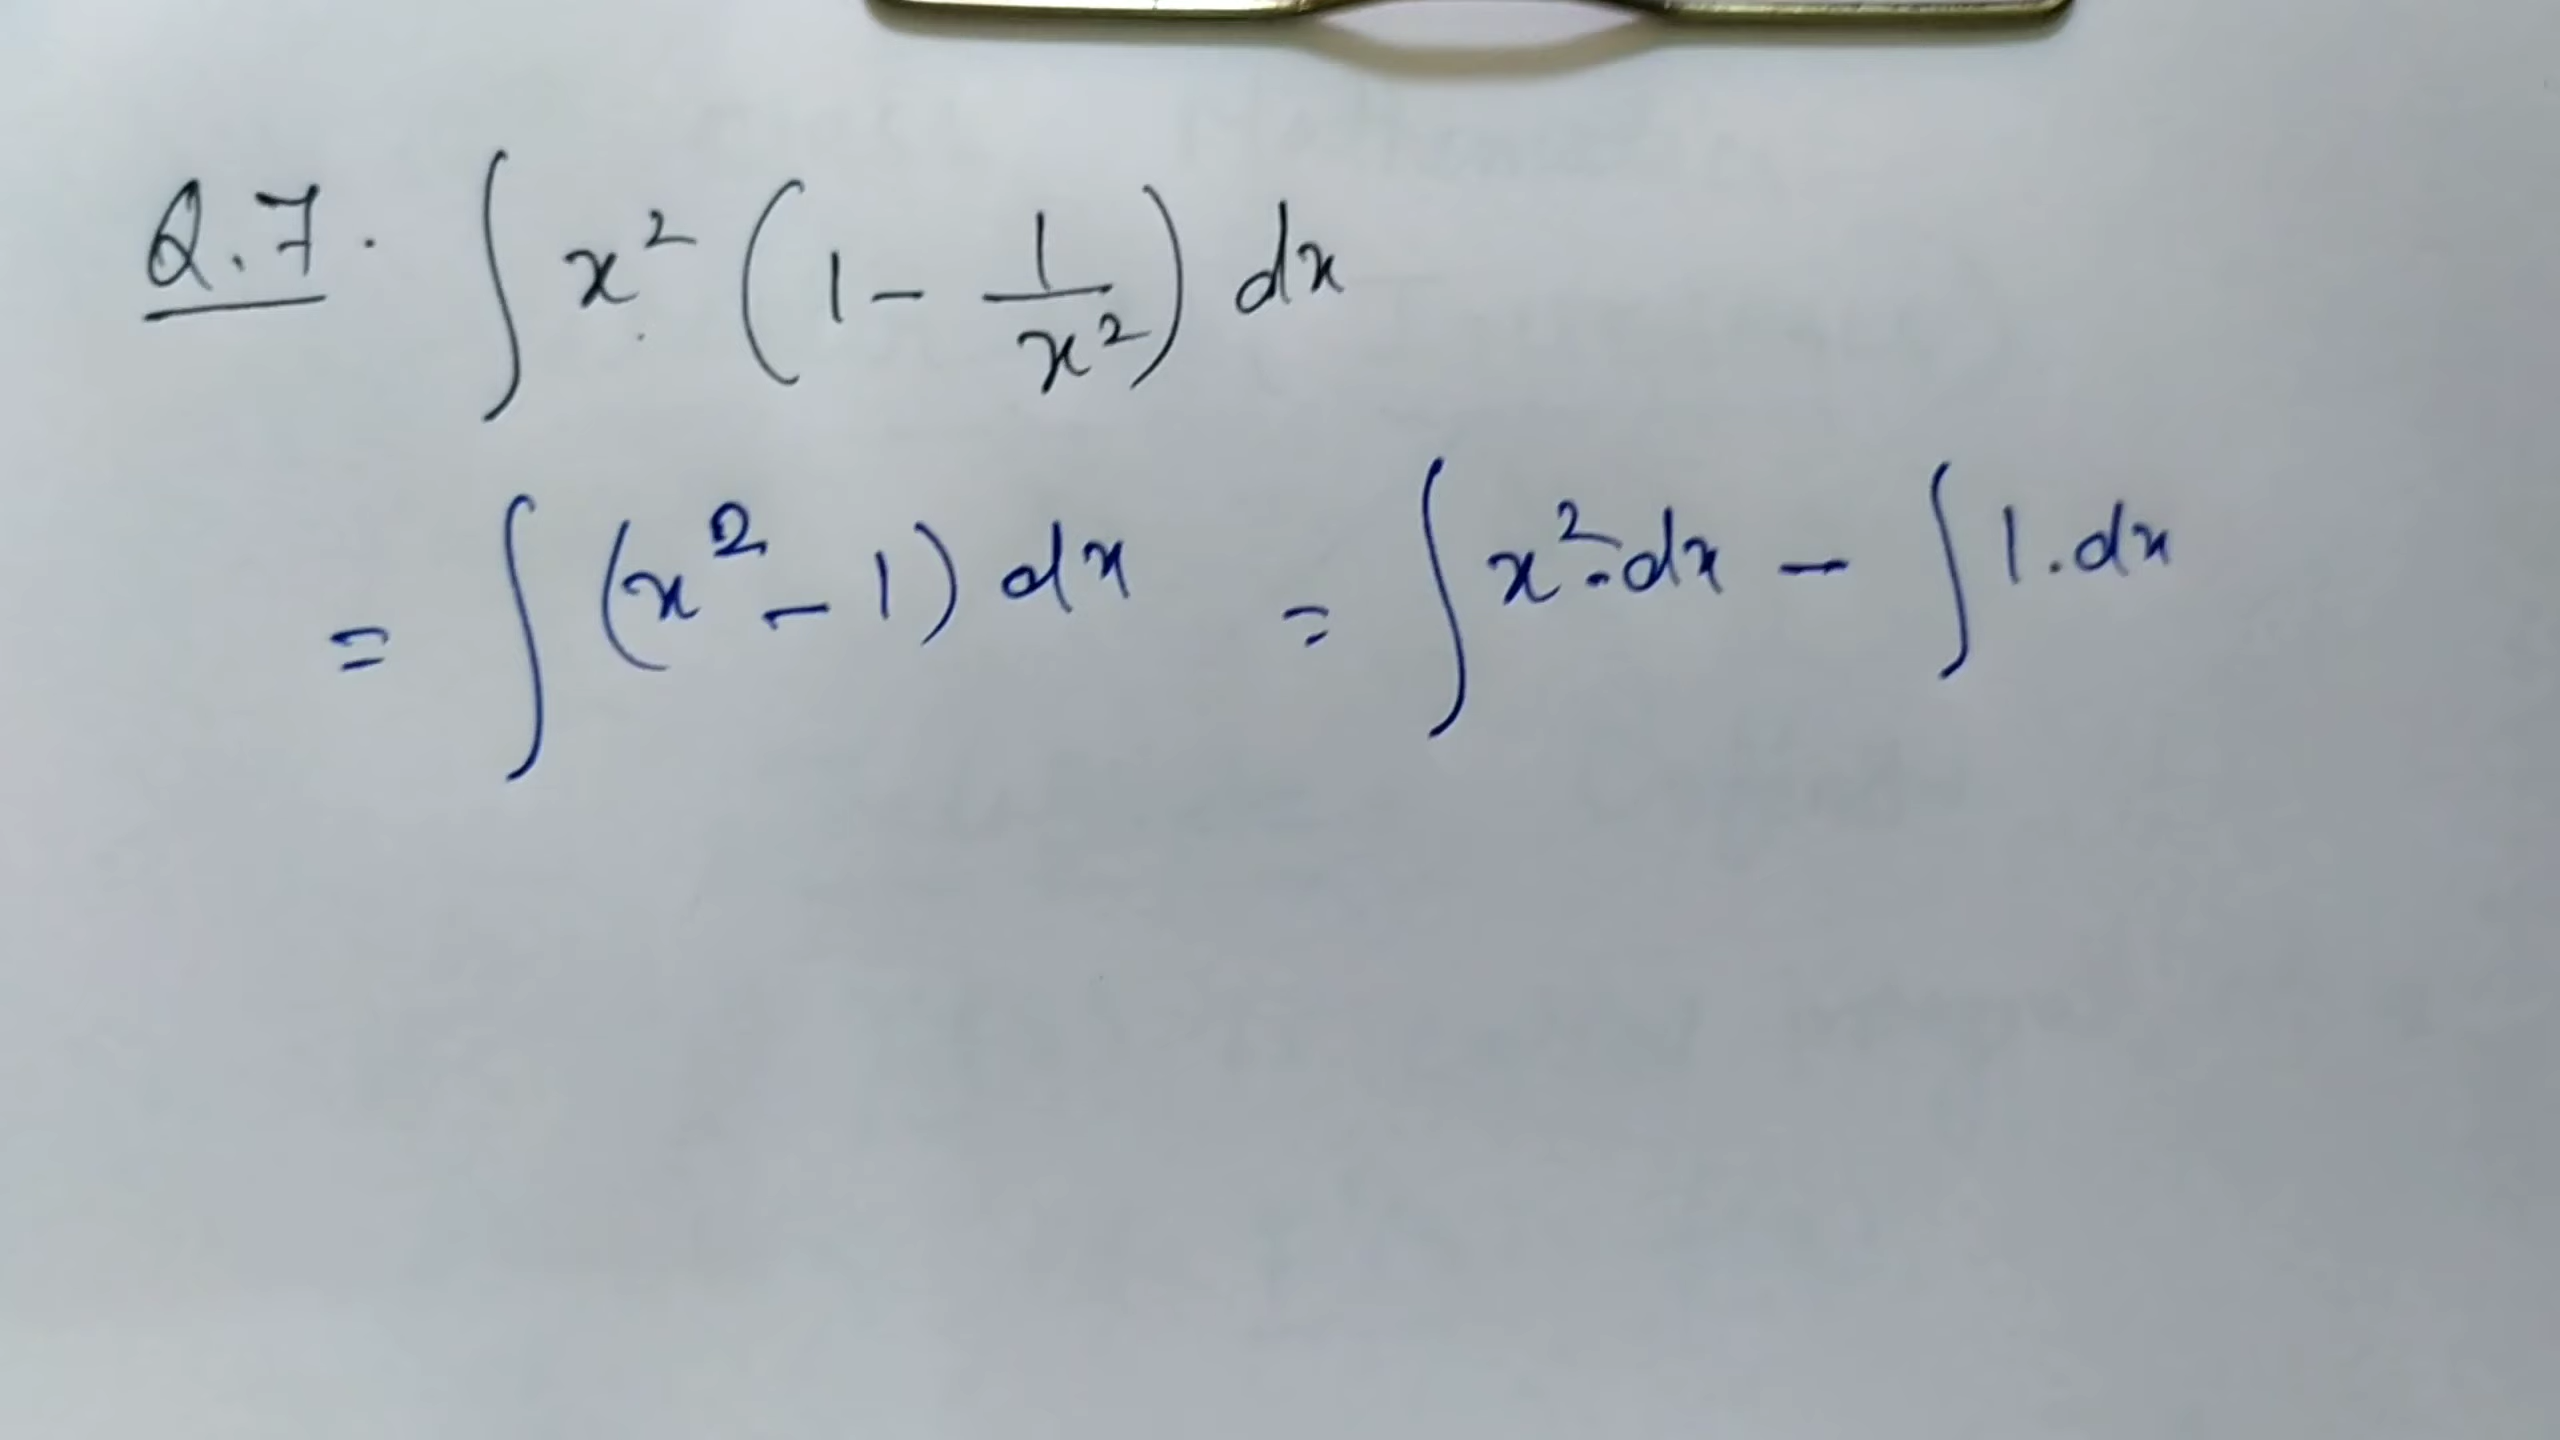 Q.7. ∫ x² (1 - 1/x²) dx
= ∫ (x² - 1) dx = ∫ x².dx - ∫ 1.dx